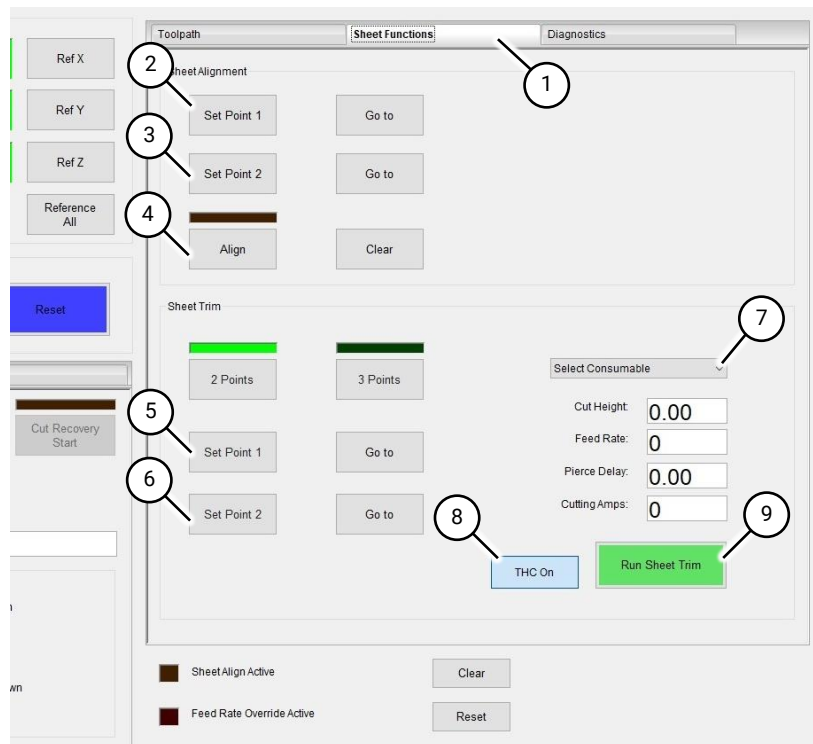 Toolpath
Sheet Functions
Diagnostics
1
Ref X
2
Sheet Alignment
Set Point 1
Go to
Ref Y
3
Ref Z
Set Point 2
Go to
Reference
All
4
Align
Clear
Reset
Sheet Trim
7
2 Points
3 Points
Select Consumable
Cut Recovery
Start
5
Cut Height:
0.00
Feed Rate:
0
Set Point 1
Go to
Pierce Delay:
0.00
6
Cutting Amps:
0
Set Point 2
Go to
8
9
THC On
Run Sheet Trim
Sheet Align Active
Clear
Feed Rate Override Active
Reset